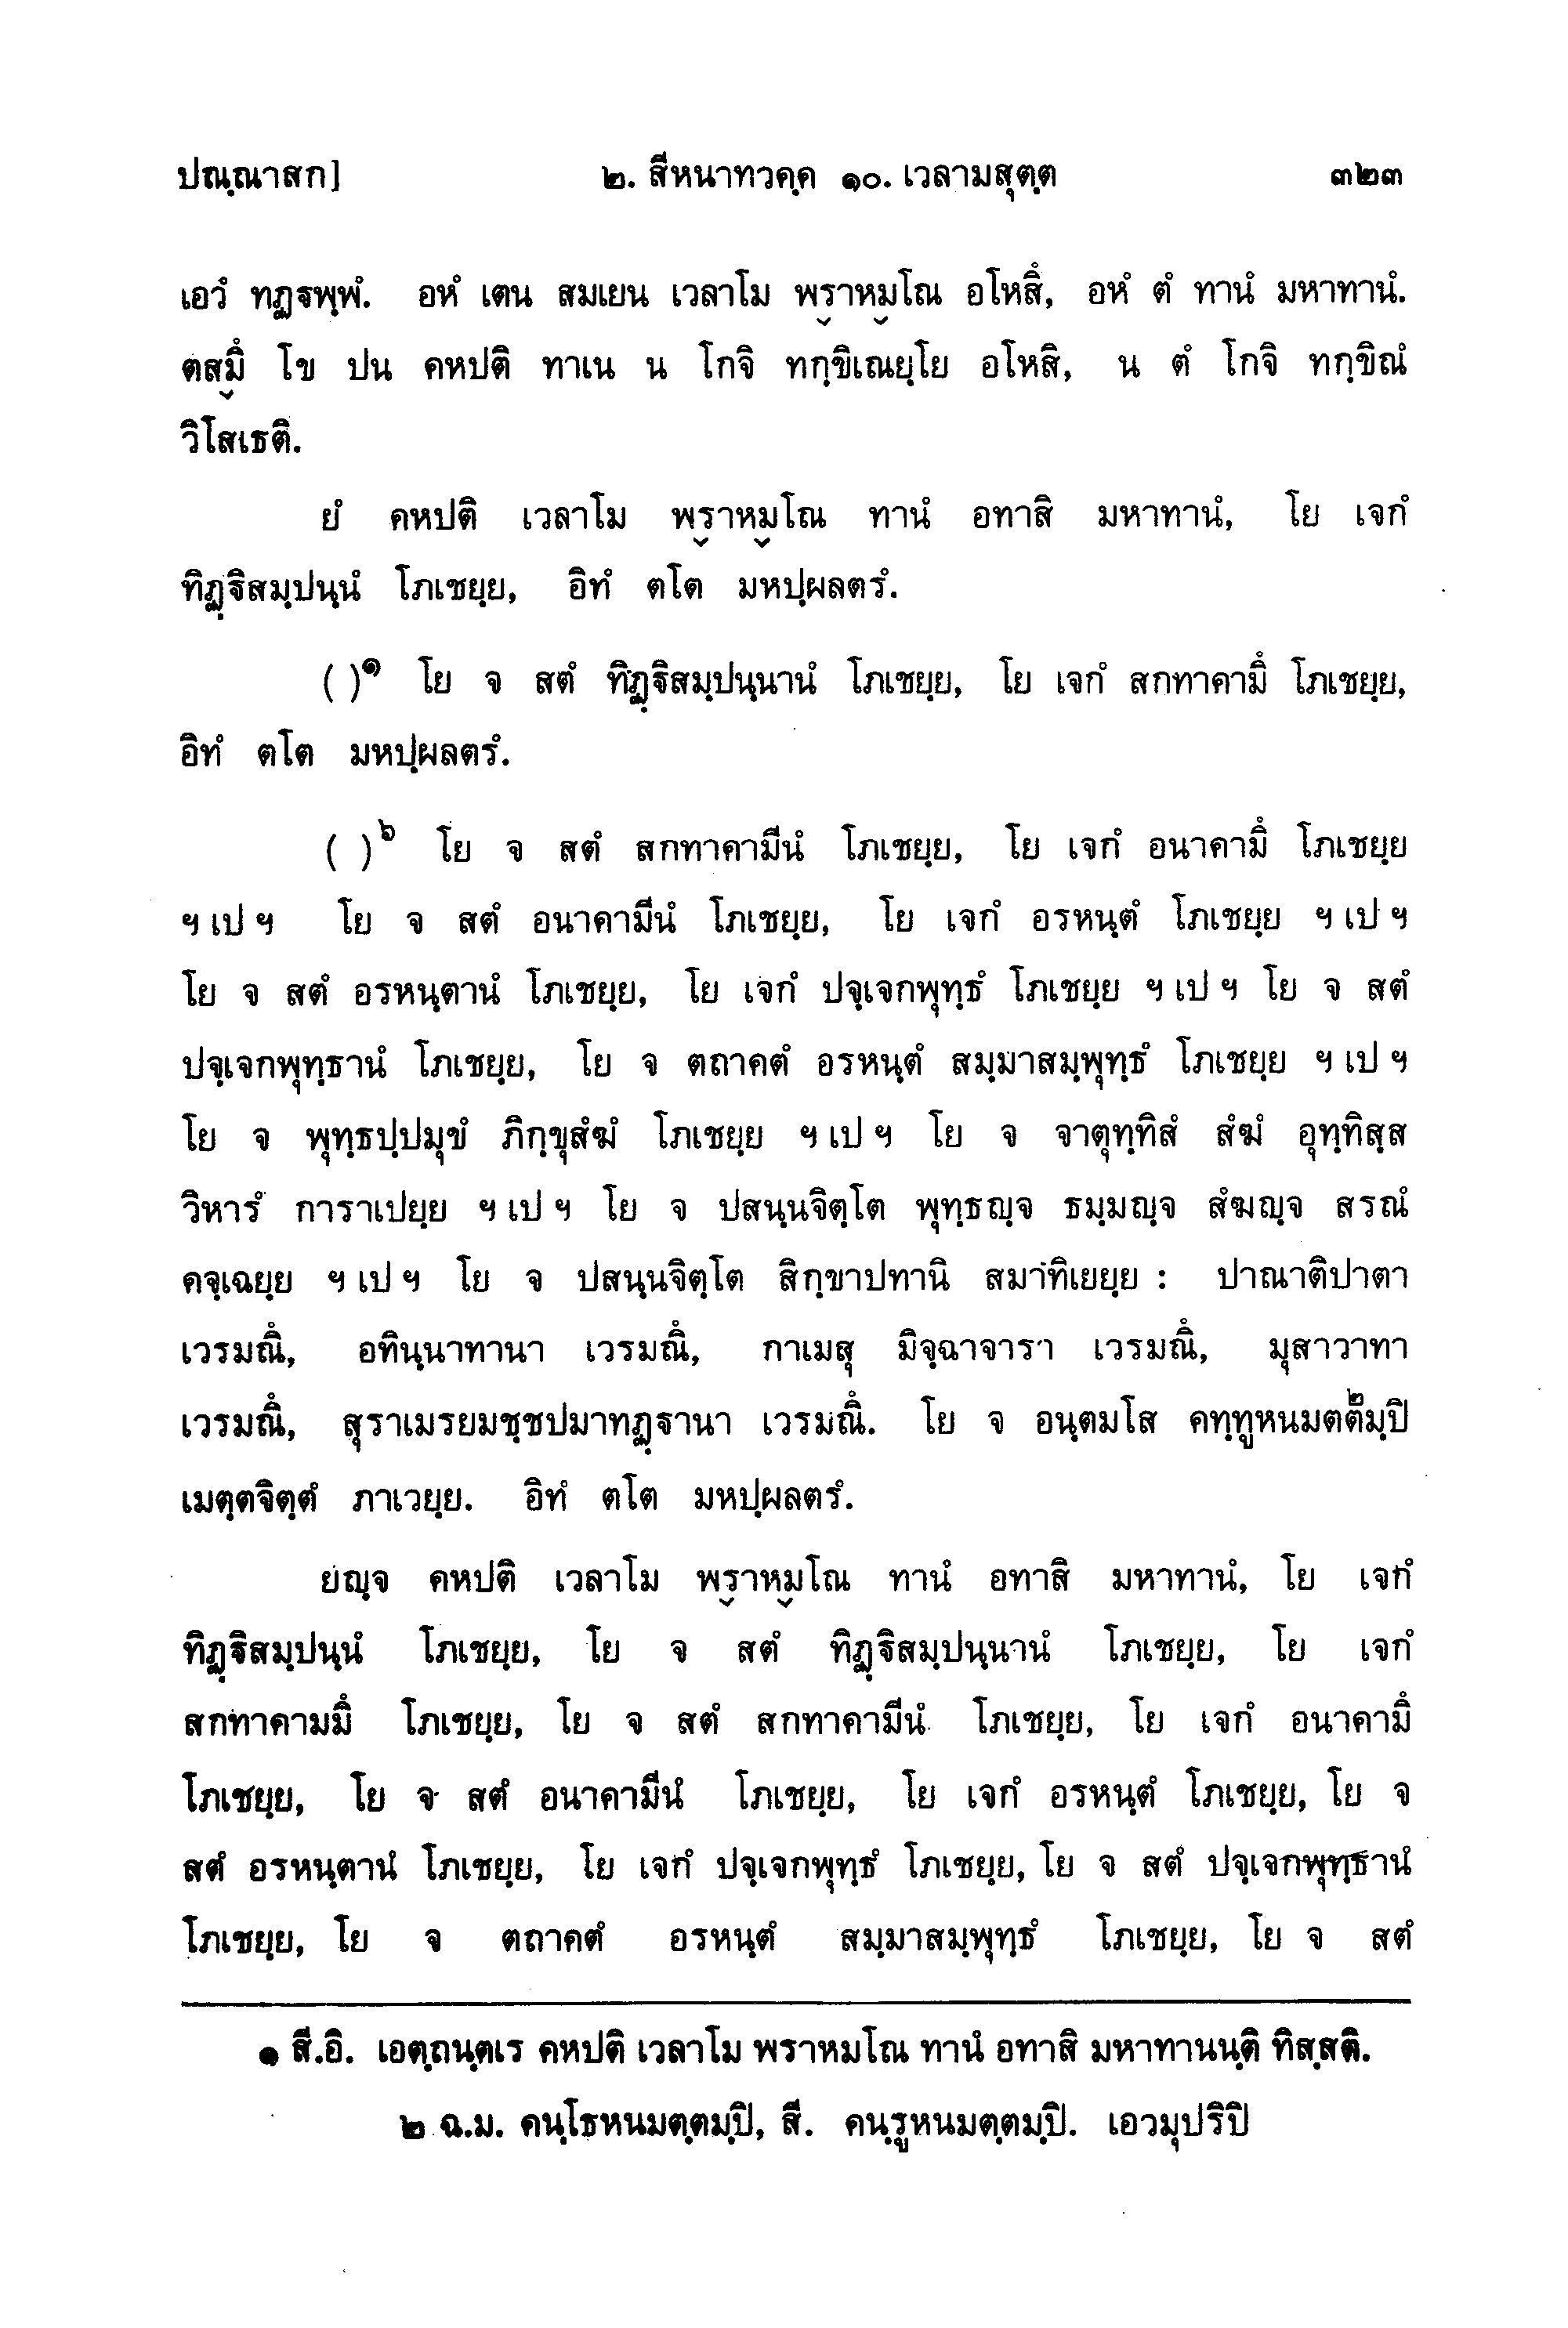 ปณฺณาสก] ๒. สีหนาทวคฺค ๑๐. เวลามสุตฺต ๓๒๓
เอวํ ทฏฺฐพฺพํ. อหํ เตน สมเยน เวลาโม พฺราหฺมโณ อโหสึ, อหํ ตํ ทานํ มหาทานํ.
ตสฺมึ โข ปน คหปติ ทาเน น โกจิ ทกฺขิเณยฺโย อโหสิ, น ตํ โกจิ ทกฺขิณํ
วิโสเธติ.
ยํ คหปติ เวลาโม พฺราหฺมโณ ทานํ อทาสิ มหาทานํ, โย เจกํ
ทิฏฺฐิสมฺปนฺนํ โภเชยฺย, อิทํ ตโต มหปฺผลตรํ.
( )๑ โย จ สตํ ทิฏฺฐิสมฺปนฺนานํ โภเชยฺย, โย เจกํ สกทาคามึ โภเชยฺย,
อิทํ ตโต มหปฺผลตรํ.
( )๖ โย จ สตํ สกทาคามีนํ โภเชยฺย, โย เจกํ อนาคามึ โภเชยฺย
ฯ เป ฯ โย จ สตํ อนาคามีนํ โภเชยฺย, โย เจกํ อรหนฺตํ โภเชยฺย ฯ เป ฯ
โย จ สตํ อรหนฺตานํ โภเชยฺย, โย เจกํ ปจฺเจกพุทฺธํ โภเชยฺย ฯ เป ฯ โย จ สตํ
ปจฺเจกพุทฺธานํ โภเชยฺย, โย จ ตถาคตํ อรหนฺตํ สมฺมาสมฺพุทฺธํ โภเชยฺย ฯ เป ฯ
โย จ พุทฺธปฺปมุขํ ภิกฺขุสํฆํ โภเชยฺย ฯ เป ฯ โย จ จาตุทฺทิสํ สํฆํ อุทฺทิสฺส
วิหารํ การาเปยฺย ฯ เป ฯ โย จ ปสนฺนจิตฺโต พุทฺธญฺจ ธมฺมญฺจ สํฆญฺจ สรณํ
คจฺเฉยฺย ฯ เป ฯ โย จ ปสนฺนจิตฺโต สิกฺขาปทานิ สมาทิเยยฺย : ปาณาติปาตา
เวรมณึ, อทินฺนาทานา เวรมณึ, กาเมสุ มิจฺฉาจารา เวรมณึ, มุสาวาทา
เวรมณึ, สุราเมรยมชฺชปมาทฏฺฐานา เวรมณึ. โย จ อนฺตมโส คทฺทูหนมตตํ๒มฺปิ
เมตฺตจิตฺตํ ภาเวยฺย. อิทํ ตโต มหปฺผลตรํ.
ยญฺจ คหปติ เวลาโม พฺราหฺมโณ ทานํ อทาสิ มหาทานํ, โย เจกํ
ทิฏฺฐิสมฺปนฺนํ โภเชยฺย, โย จ สตํ ทิฏฺฐิสมฺปนฺนานํ โภเชยฺย, โย เจกํ
สกทาคามมึ โภเชยฺย, โย จ สตํ สกทาคามีนํ โภเชยฺย, โย เจกํ อนาคามึ
โภเชยฺย, โย จ สตํ อนาคามีนํ โภเชยฺย, โย เจกํ อรหนฺตํ โภเชยฺย, โย จ
สตํ อรหนฺตานํ โภเชยฺย, โย เจกํ ปจฺเจกพุทฺธํ โภเชยฺย, โย จ สตํ ปจฺเจกพุทฺธานํ
โภเชยฺย, โย จ ตถาคตํ อรหนฺตํ สมฺมาสมฺพุทฺธํ โภเชยฺย, โย จ สตํ
๑ สี.อิ. เอตฺถนฺตเร คหปติ เวลาโม พราหมโณ ทานํ อทาสิ มหาทานนฺติ ทิสฺสติ.
๒ ฉ.ม. คนฺโธหนมตฺตมฺปิ, สี. คนฺรูหนมตฺตมฺปิ. เอวมุปริปิ